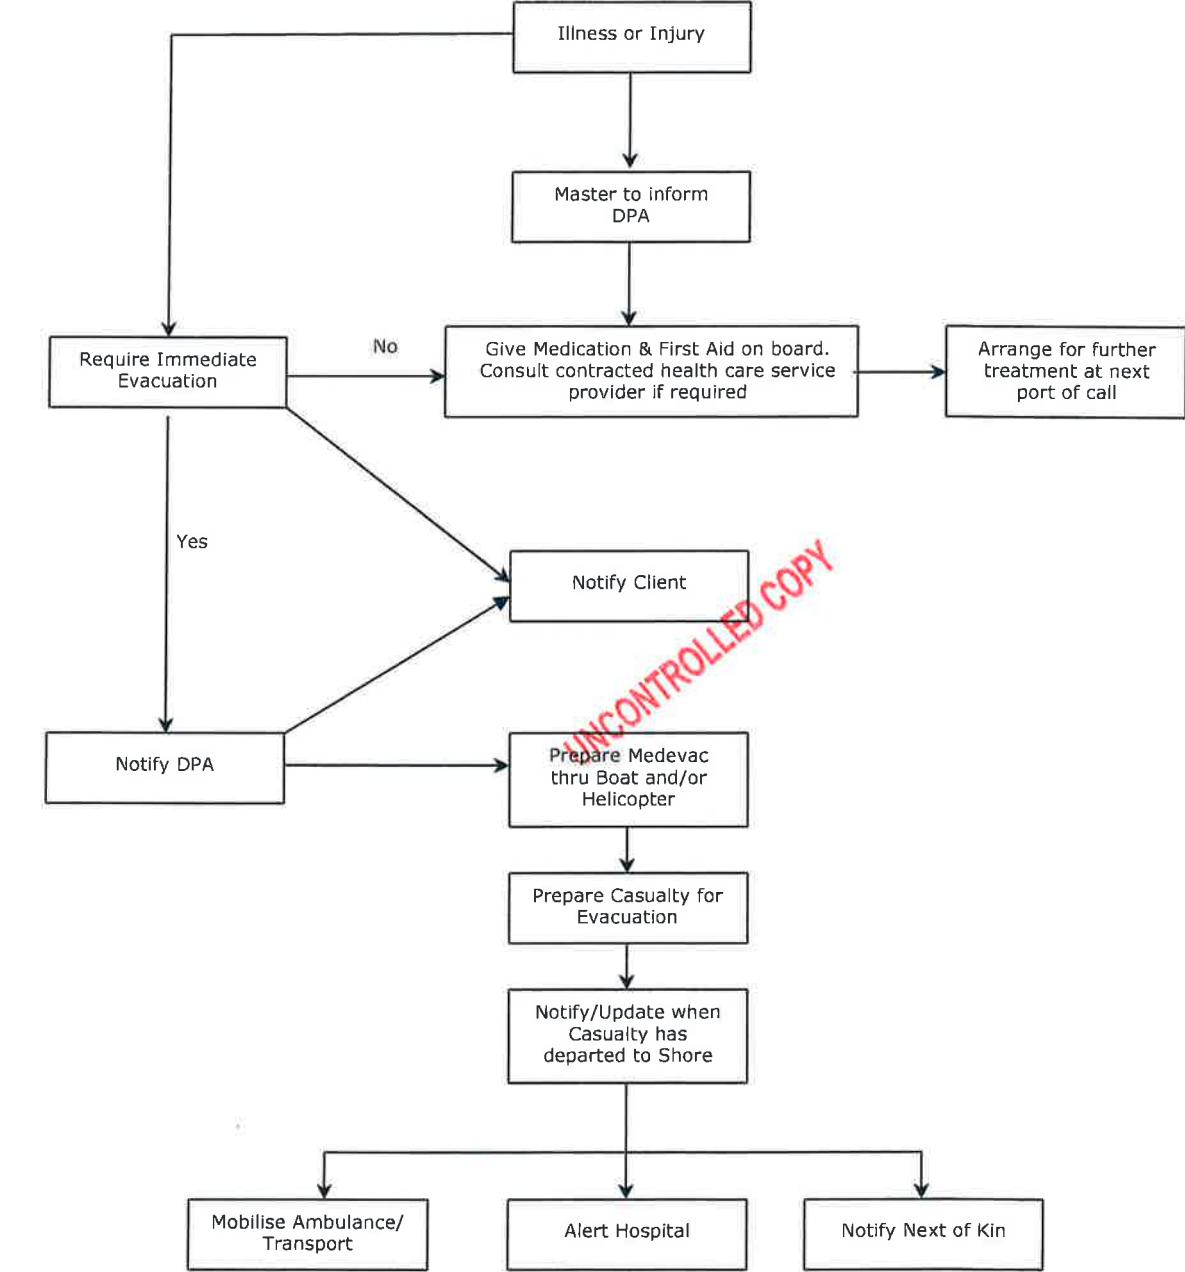 Illness or Injury
Master to inform
DPA
Require Immediate
Evacuation
No
Give Medication & First Aid on board.
Consult contracted health care service
provider if required
Arrange for further
treatment at next
port of call
Yes
Notify Client
UNCONTROLLED COPY
Notify DPA
Prepare Medevac
thru Boat and/or
Helicopter
Prepare Casualty for
Evacuation
Notify/Update when
Casualty has
departed to Shore
Mobilise Ambulance/
Transport
Alert Hospital
Notify Next of Kin